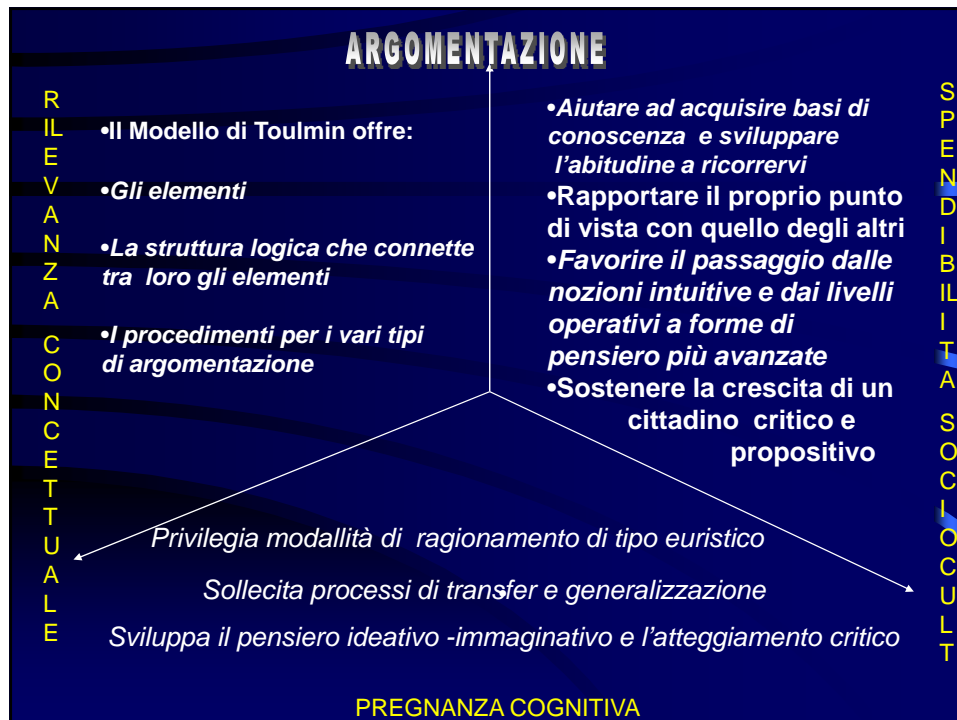 ARGOMENTAZIONE
RILEVANZA CONCETTUALE
•Il Modello di Toulmin offre:
•Gli elementi
•La struttura logica che connette
tra loro gli elementi
•I procedimenti per i vari tipi
di argomentazione
•Aiutare ad acquisire basi di
conoscenza e sviluppare
l'abitudine a ricorrervi
•Rapportare il proprio punto
di vista con quello degli altri
•Favorire il passaggio dalle
nozioni intuitive e dai livelli
operativi a forme di
pensiero più avanzate
•Sostenere la crescita di un
cittadino critico e
propositivo
SPENDIBILITA SOCIOCULT
Privilegia modallità di ragionamento di tipo euristico
Sollecita processi di transfer e generalizzazione
Sviluppa il pensiero ideativo -immaginativo e l'atteggiamento critico
PREGNANZA COGNITIVA